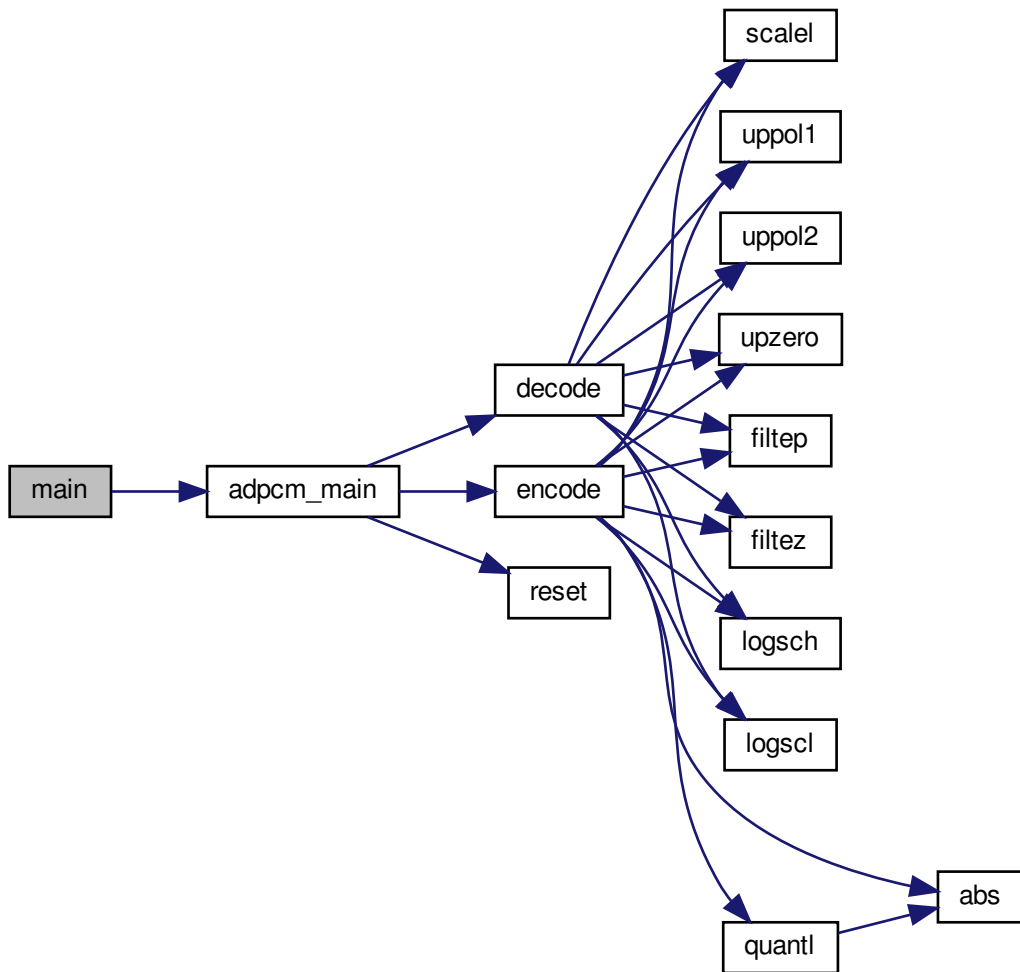 scalel
uppol1
uppol2
upzero
decode
filtep
main
adpcm_main
encode
filtez
reset
logsch
logscl
abs
quantl